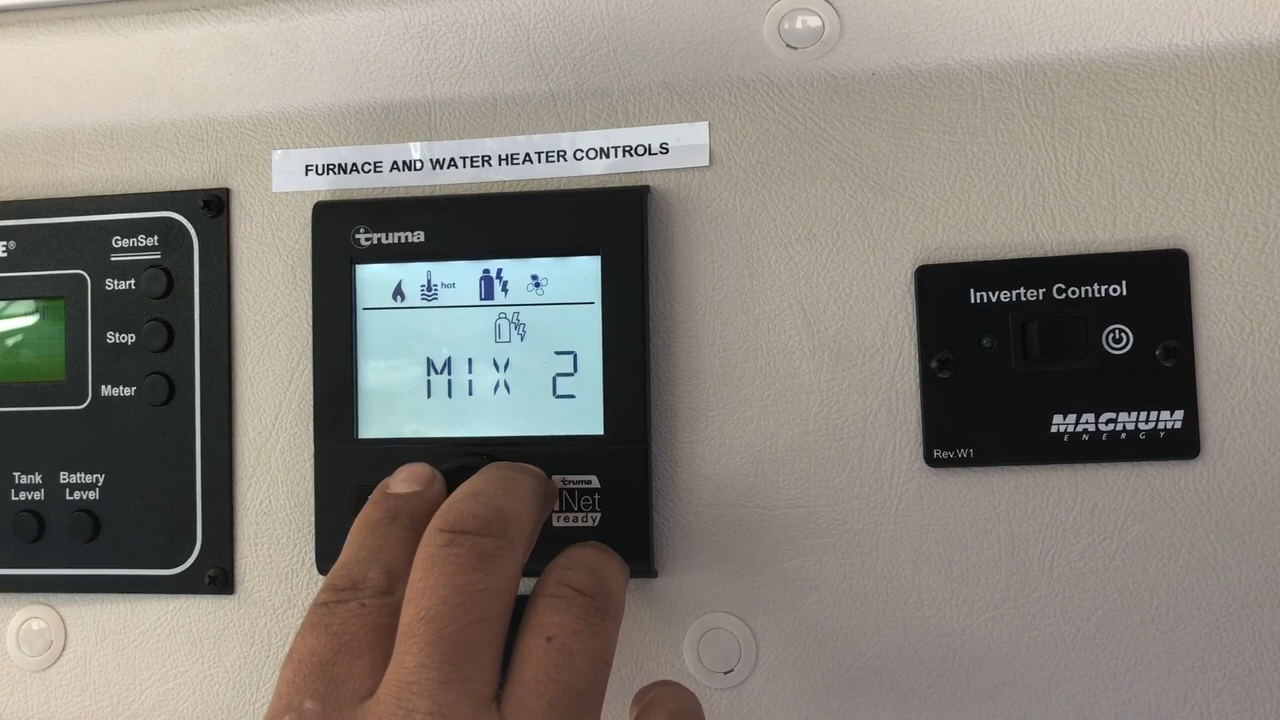 FURNACE AND WATER HEATER CONTROLS
E®
GenSet
Start
Stop
Meter
Tank
Level
Battery
Level
truma
hot
MIX 2
truma
iNet
ready
Inverter Control
MAGNUM
ENERGY
Rev.W1